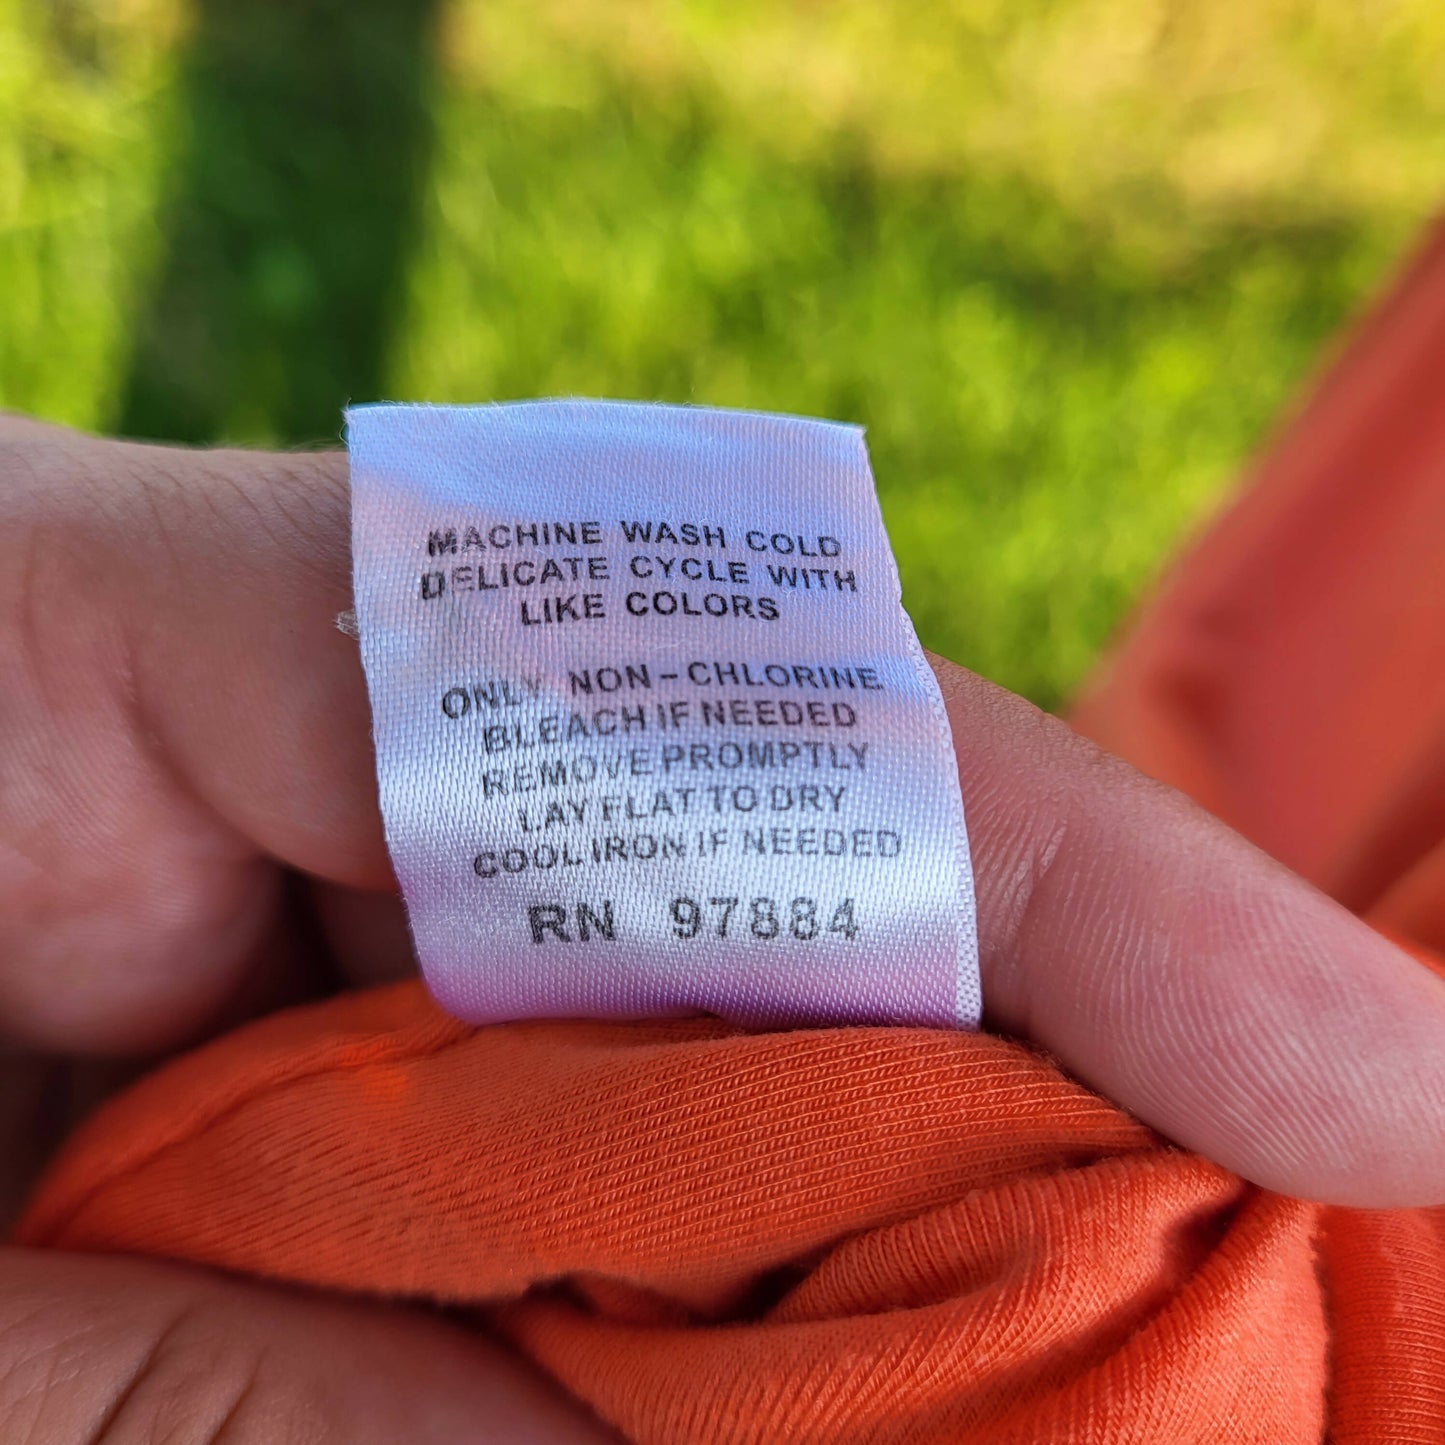 MACHINE WASH COLD
DELICATE CYCLE WITH
LIKE COLORS
ONLY NON-CHLORINE
BLEACH IF NEEDED
REMOVE PROMPTLY
LAY FLAT TO DRY
COOL IRON IF NEEDED
RN 97884